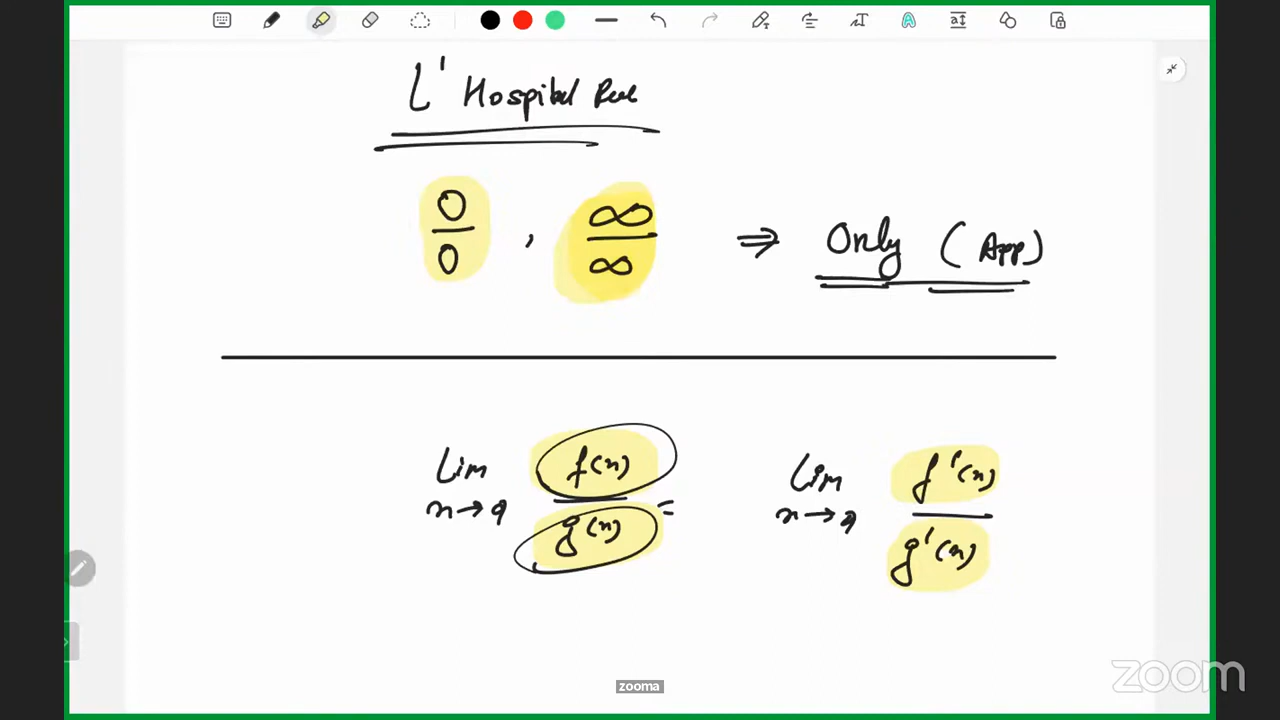 L' Hospital Rule
0/0 , ∞/∞ ⇒ Only (App)
Lim x→a f(x)/g(x) = Lim x→a f'(x)/g'(x)
zooma
zoom